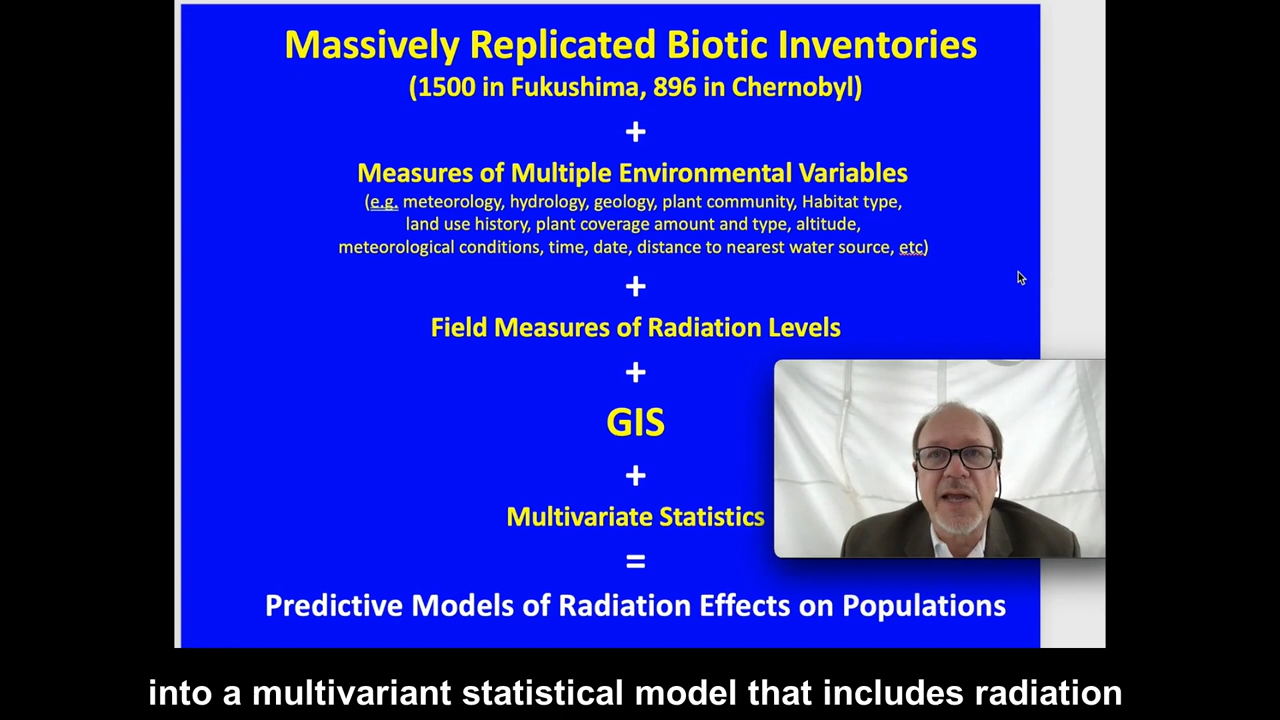 Massively Replicated Biotic Inventories
(1500 in Fukushima, 896 in Chernobyl)
+
Measures of Multiple Environmental Variables
(e.g. meteorology, hydrology, geology, plant community, Habitat type,
land use history, plant coverage amount and type, altitude,
meteorological conditions, time, date, distance to nearest water source, etc)
+
Field Measures of Radiation Levels
+
GIS
+
Multivariate Statistics
=
Predictive Models of Radiation Effects on Populations
into a multivariant statistical model that includes radiation